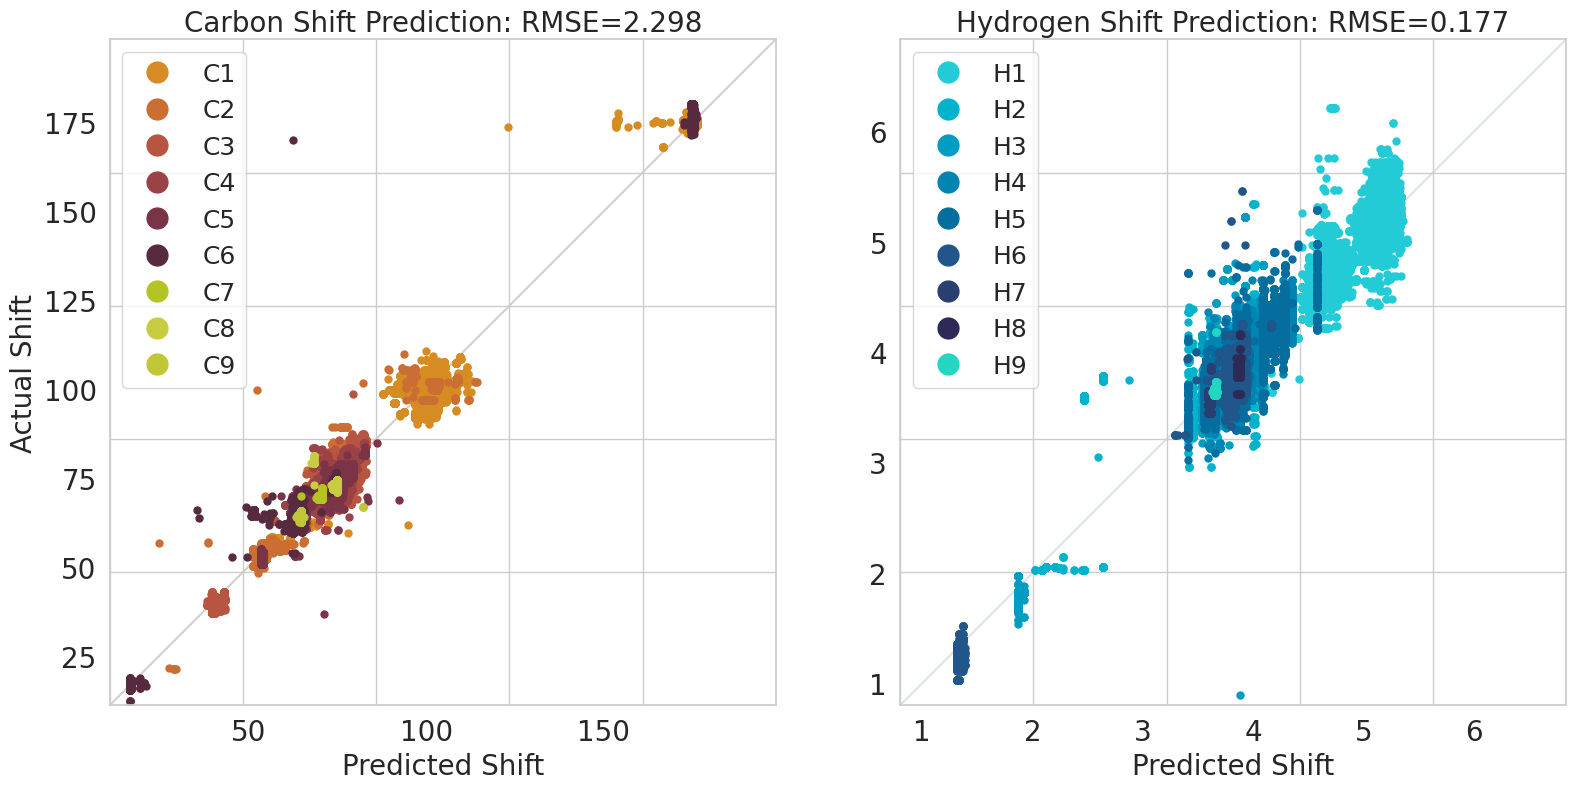 Carbon Shift Prediction: RMSE=2.298
C1
C2
C3
C4
C5
C6
C7
C8
C9
175
150
125
100
75
50
25
Actual Shift
50 100 150
Predicted Shift
Hydrogen Shift Prediction: RMSE=0.177
H1
H2
H3
H4
H5
H6
H7
H8
H9
6
5
4
3
2
1
1 2 3 4 5 6
Predicted Shift